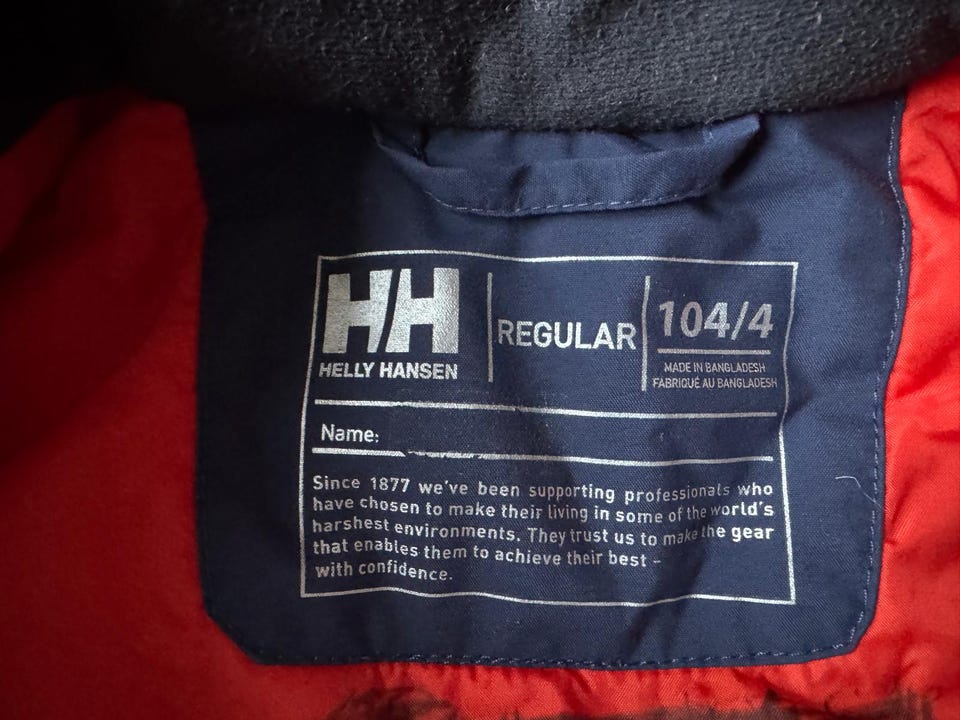 HH
HELLY HANSEN
REGULAR
104/4
MADE IN BANGLADESH
FABRIQUÉ AU BANGLADESH
Name:
Since 1877 we've been supporting professionals who
have chosen to make their living in some of the world's
harshest environments. They trust us to make the gear
that enables them to achieve their best –
with confidence.